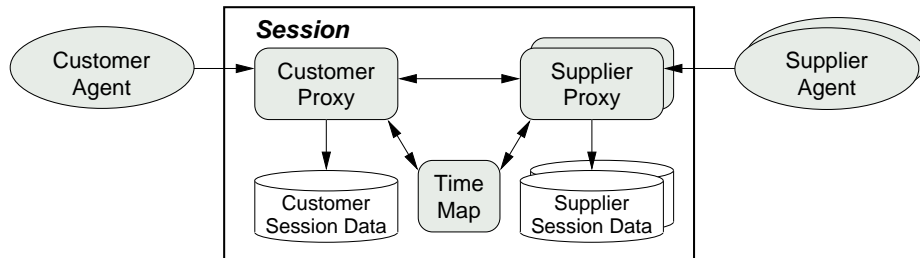 Session
Customer
Agent
Customer
Proxy
Supplier
Proxy
Supplier
Agent
Time
Map
Customer
Session Data
Supplier
Session Data